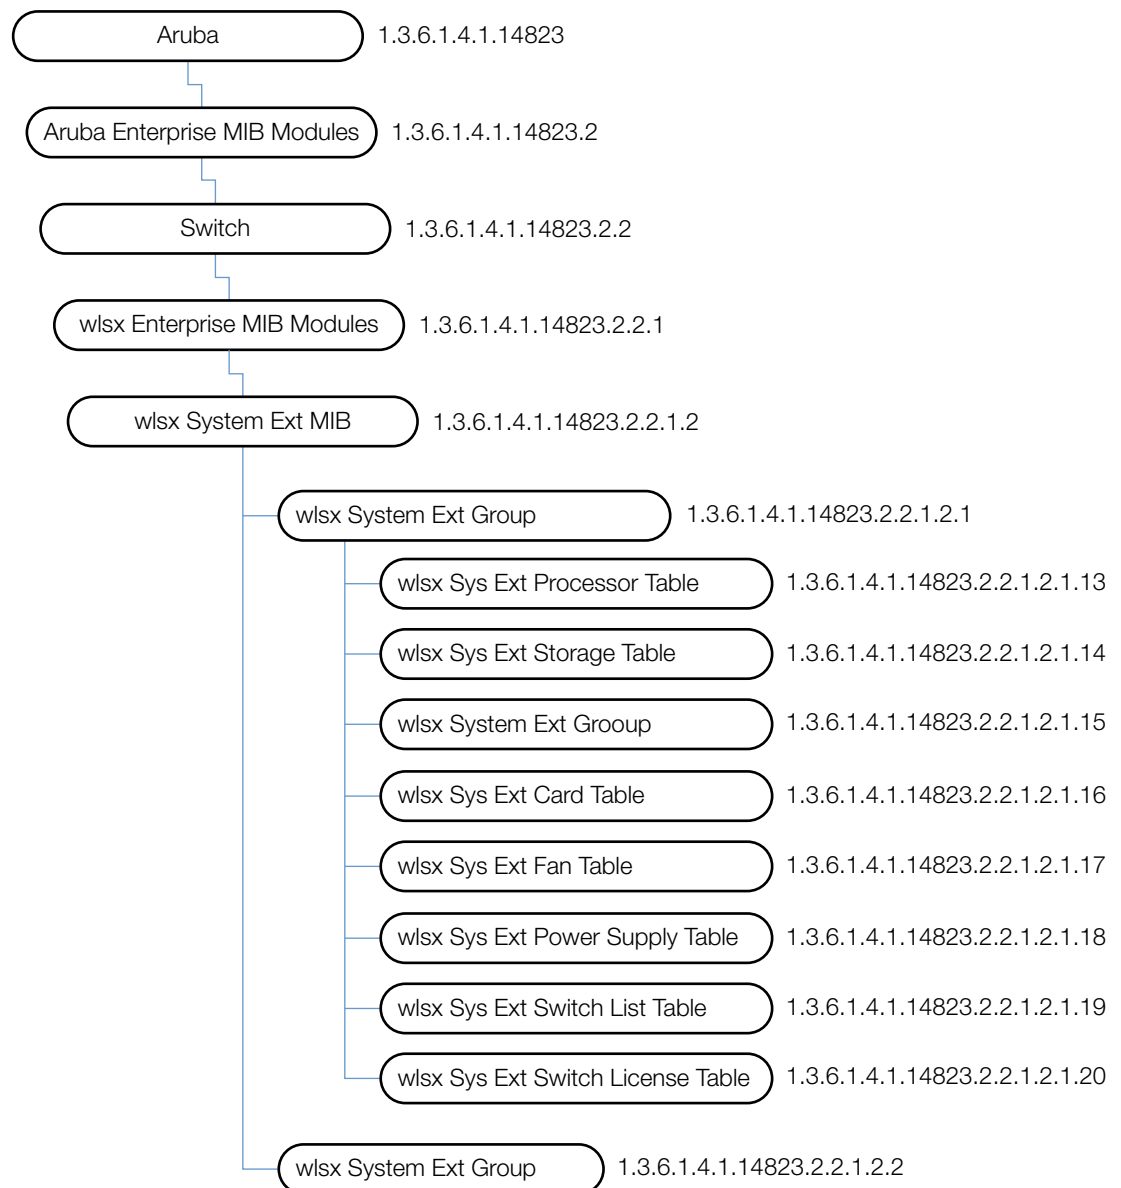 Aruba 1.3.6.1.4.1.14823
Aruba Enterprise MIB Modules 1.3.6.1.4.1.14823.2
Switch 1.3.6.1.4.1.14823.2.2
wlsx Enterprise MIB Modules 1.3.6.1.4.1.14823.2.2.1
wlsx System Ext MIB 1.3.6.1.4.1.14823.2.2.1.2
wlsx System Ext Group 1.3.6.1.4.1.14823.2.2.1.2.1
wlsx Sys Ext Processor Table 1.3.6.1.4.1.14823.2.2.1.2.1.13
wlsx Sys Ext Storage Table 1.3.6.1.4.1.14823.2.2.1.2.1.14
wlsx System Ext Grooup 1.3.6.1.4.1.14823.2.2.1.2.1.15
wlsx Sys Ext Card Table 1.3.6.1.4.1.14823.2.2.1.2.1.16
wlsx Sys Ext Fan Table 1.3.6.1.4.1.14823.2.2.1.2.1.17
wlsx Sys Ext Power Supply Table 1.3.6.1.4.1.14823.2.2.1.2.1.18
wlsx Sys Ext Switch List Table 1.3.6.1.4.1.14823.2.2.1.2.1.19
wlsx Sys Ext Switch License Table 1.3.6.1.4.1.14823.2.2.1.2.1.20
wlsx System Ext Group 1.3.6.1.4.1.14823.2.2.1.2.2